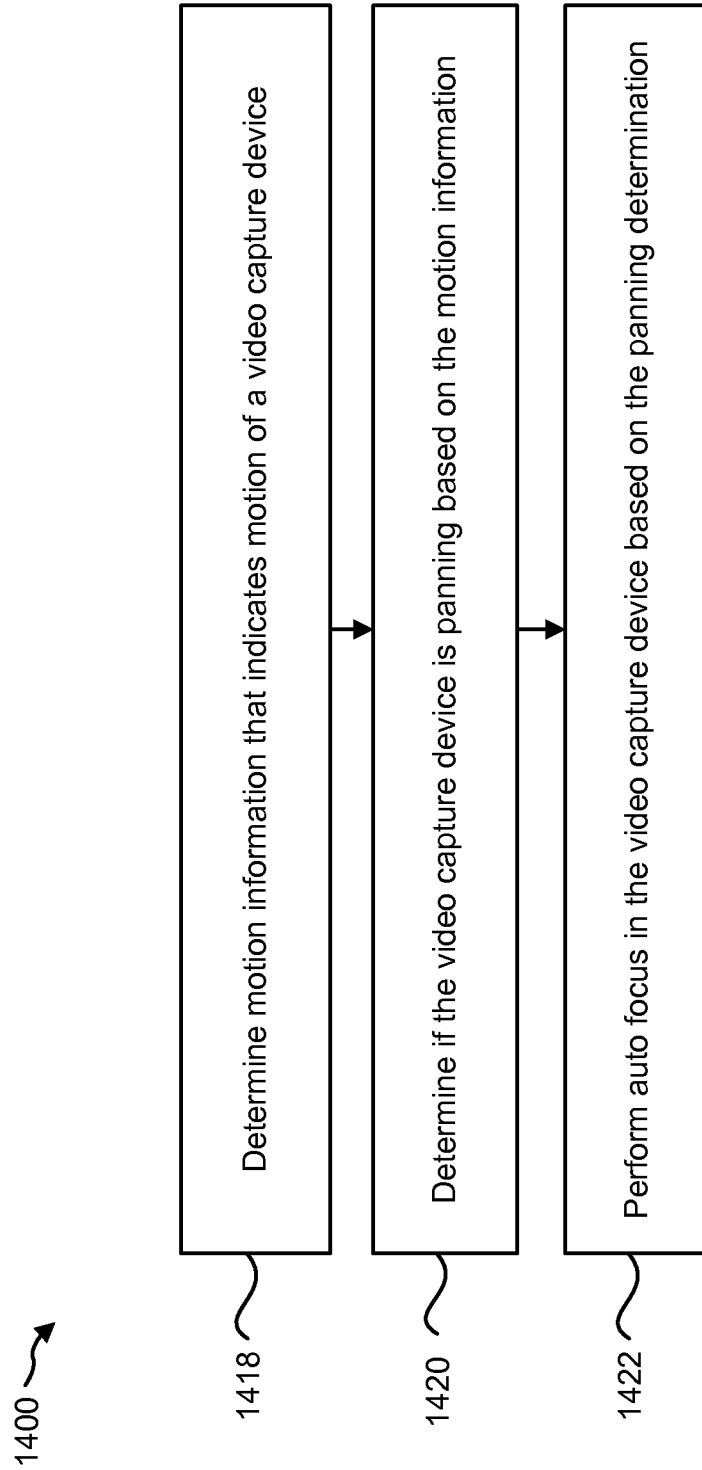 1400
1418
Determine motion information that indicates motion of a video capture device
1420
Determine if the video capture device is panning based on the motion information
1422
Perform auto focus in the video capture device based on the panning determination